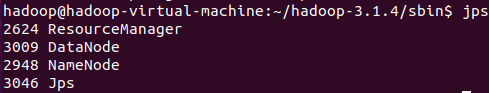 hadoop@hadoop-virtual-machine:~/hadoop-3.1.4/sbin$ jps
2624 ResourceManager
3009 DataNode
2948 NameNode
3046 Jps